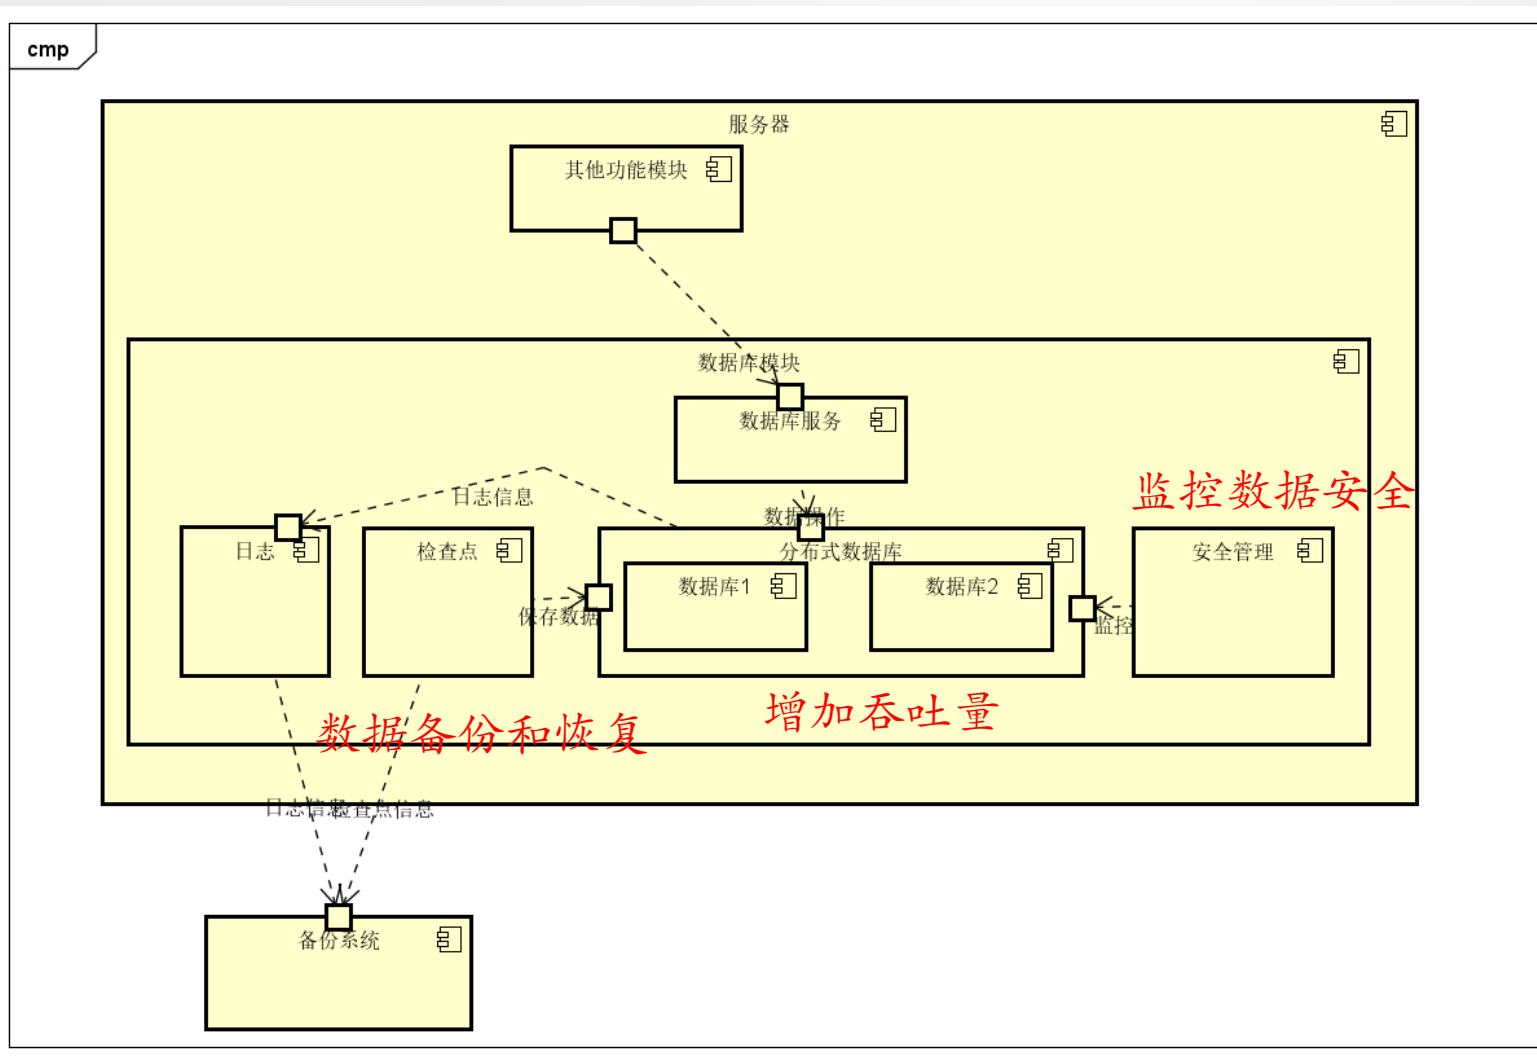 cmp
服务器
其他功能模块
数据库模块
数据库服务
日志信息
监控数据安全
数据操作
日志
检查点
分布式数据库
安全管理
数据库1
数据库2
保存数据
监控
数据备份和恢复
增加吞吐量
日志信息
检查点信息
备份系统